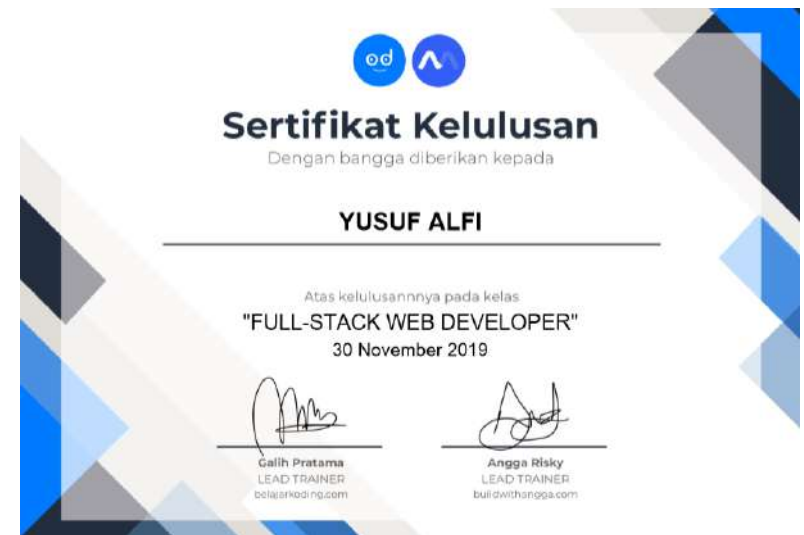 Sertifikat Kelulusan
Dengan bangga diberikan kepada
YUSUF ALFI
Atas kelulusannnya pada kelas
"FULL-STACK WEB DEVELOPER"
30 November 2019
Galih Pratama
Angga Risky
LEAD TRAINER
LEAD TRAINER
belajarkoding.com
buildwithangga.com